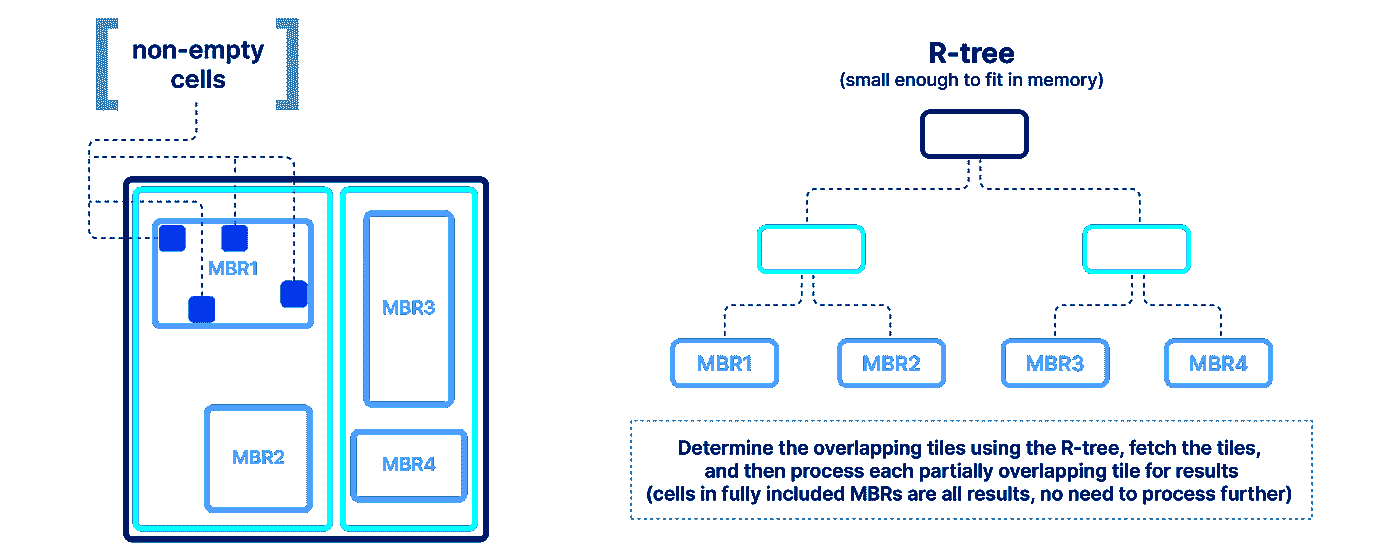 non-empty
cells
MBR1
MBR2
MBR3
MBR4
R-tree
(small enough to fit in memory)
MBR1
MBR2
MBR3
MBR4
Determine the overlapping tiles using the R-tree, fetch the tiles,
and then process each partially overlapping tile for results
(cells in fully included MBRs are all results, no need to process further)